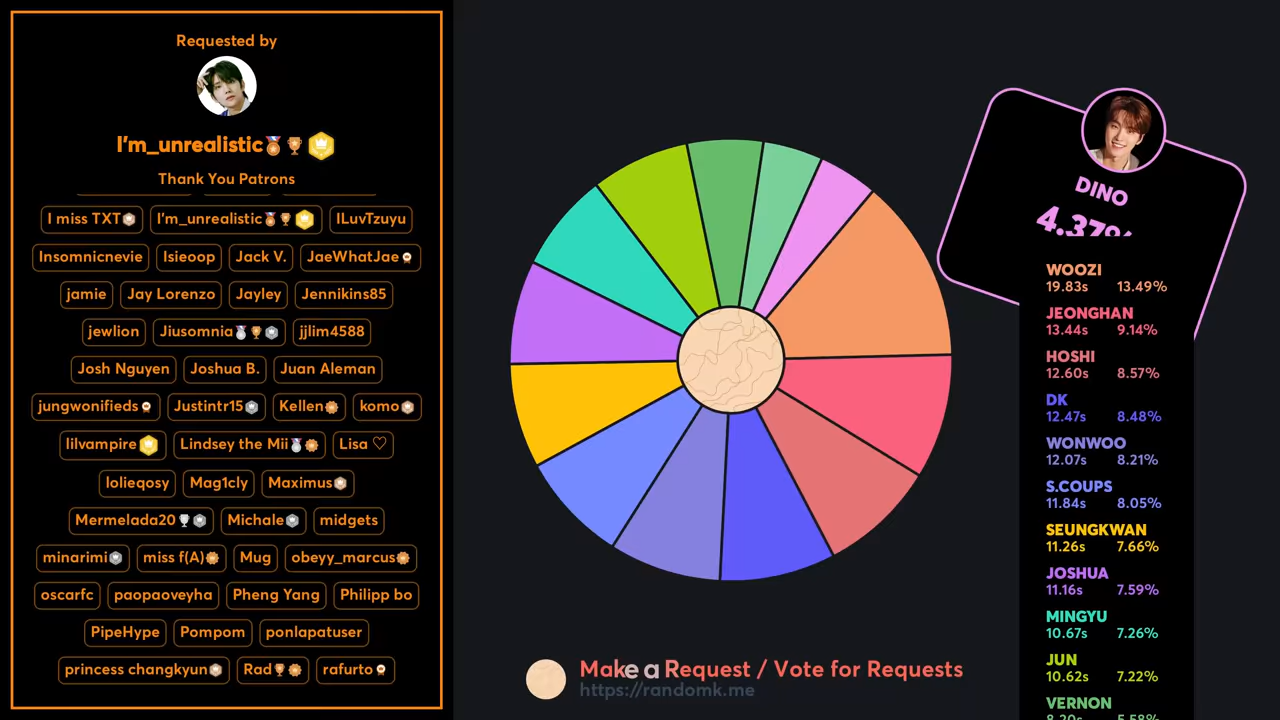 Requested by
I'm_unrealistic
Thank You Patrons
I miss TXT I'm_unrealistic ILuvTzuyu
Insomnicnevie Isieoop Jack V. JaeWhatJae
jamie Jay Lorenzo Jayley Jennikins85
jewlion Jiusomnia jjlim4588
Josh Nguyen Joshua B. Juan Aleman
jungwonifieds Justintr15 Kellen komo
lilvampire Lindsey the Mii Lisa ♡
lolieqosy Mag1cly Maximus
Mermelada20 Michale midgets
minarimi miss f(A) Mug obeyy_marcus
oscarfc paopaoveyha Pheng Yang Philipp bo
PipeHype Pompom ponlapatuser
princess changkyun Rad rafurto
DINO
4.37%
WOOZI
19.83s 13.49%
JEONGHAN
13.44s 9.14%
HOSHI
12.60s 8.57%
DK
12.47s 8.48%
WONWOO
12.07s 8.21%
S.COUPS
11.84s 8.05%
SEUNGKWAN
11.26s 7.66%
JOSHUA
11.16s 7.59%
MINGYU
10.67s 7.26%
JUN
10.62s 7.22%
VERNON
8.20s 5.58%
Make a Request / Vote for Requests
https://randomk.me